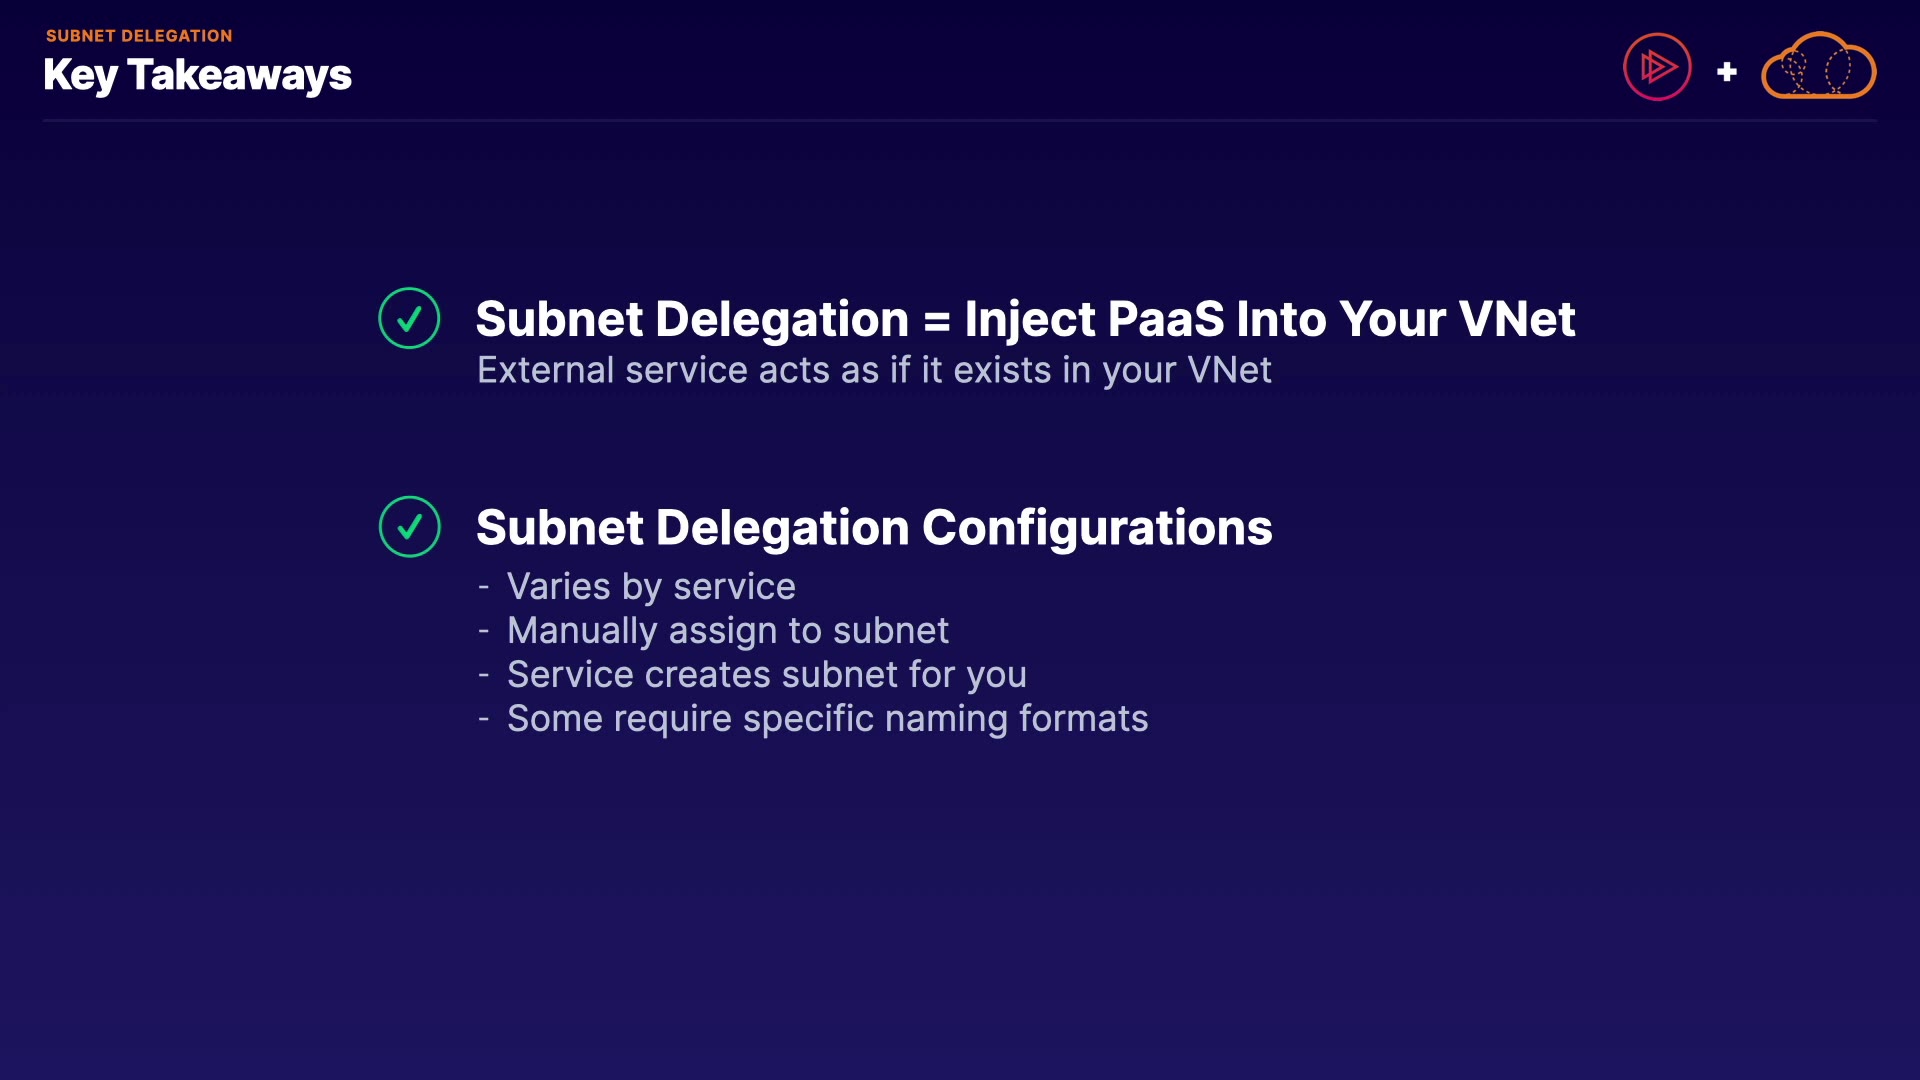 SUBNET DELEGATION
Key Takeaways
+
Subnet Delegation = Inject PaaS Into Your VNet
External service acts as if it exists in your VNet
Subnet Delegation Configurations
- Varies by service
- Manually assign to subnet
- Service creates subnet for you
- Some require specific naming formats